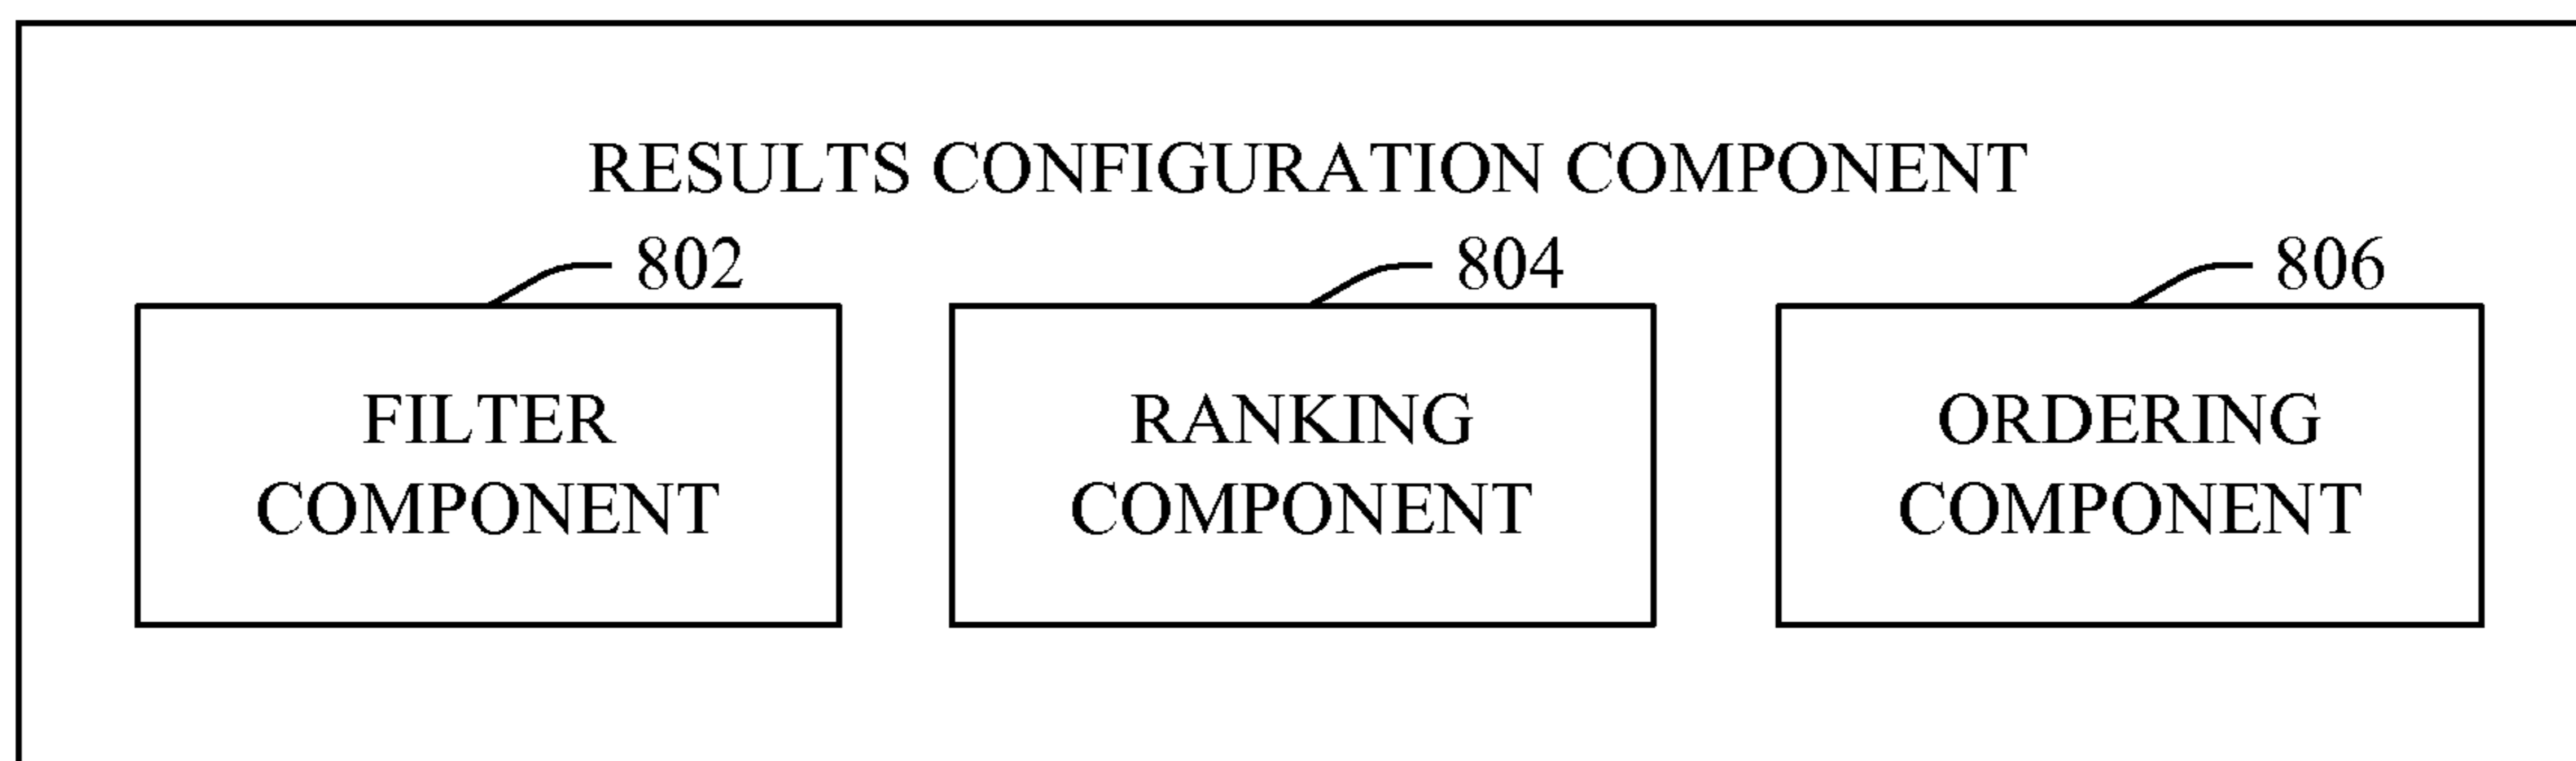 RESULTS CONFIGURATION COMPONENT
802
804
806
FILTER
COMPONENT
RANKING
COMPONENT
ORDERING
COMPONENT